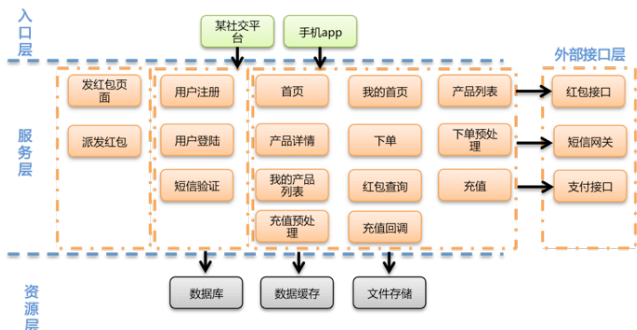 入口层
某社交平
台
手机app
外部接口层
服务层
发红包页
面
用户注册
首页
我的首页
产品列表
红包接口
派发红包
用户登陆
产品详情
下单
下单预处
理
短信网关
短信验证
我的产品
列表
红包查询
充值
支付接口
充值预处
理
充值回调
资源层
数据库
数据缓存
文件存储